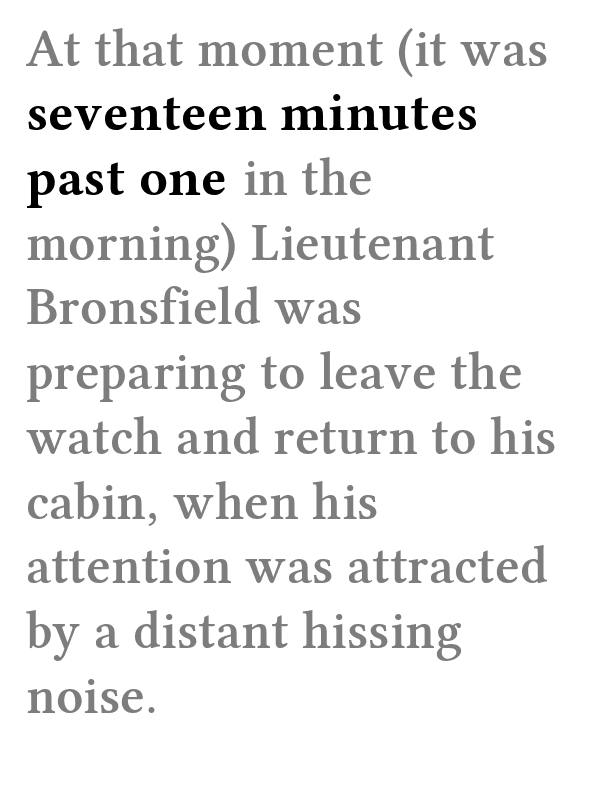 At that moment (it was
seventeen minutes
past one in the
morning) Lieutenant
Bronsfield was
preparing to leave the
watch and return to his
cabin, when his
attention was attracted
by a distant hissing
noise.